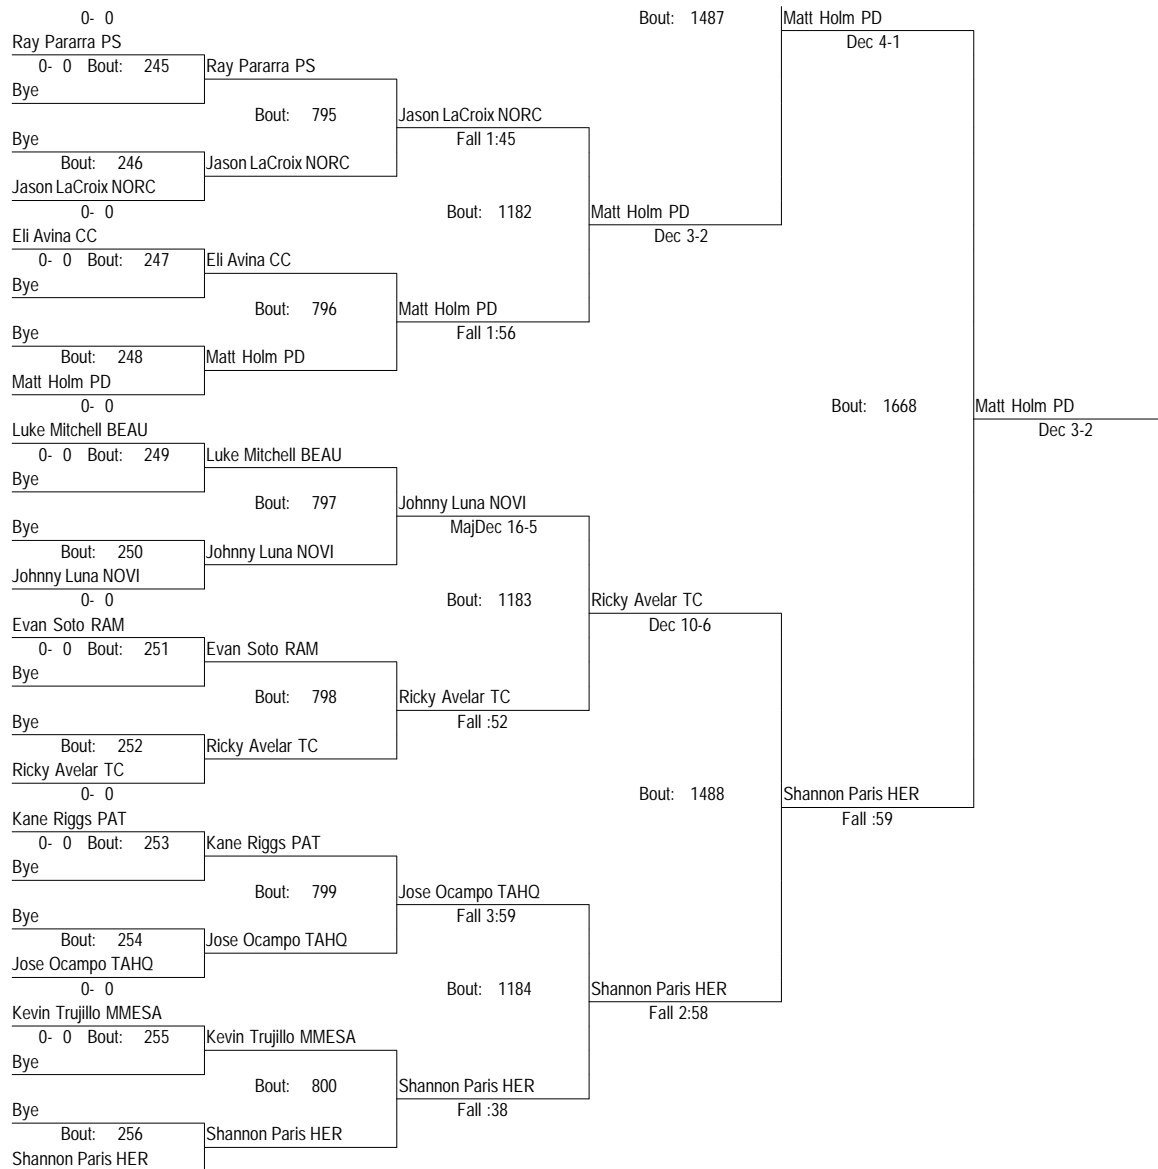 0- 0
Bout: 1487
Matt Holm PD
Ray Pararra PS
Dec 4-1
0- 0 Bout: 245
Ray Pararra PS
Bye
Bout: 795
Jason LaCroix NORC
Bye
Fall 1:45
Bout: 246
Jason LaCroix NORC
Jason LaCroix NORC
0- 0
Bout: 1182
Matt Holm PD
Eli Avina CC
Dec 3-2
0- 0 Bout: 247
Eli Avina CC
Bye
Bout: 796
Matt Holm PD
Bye
Fall 1:56
Bout: 248
Matt Holm PD
Matt Holm PD
0- 0
Bout: 1668
Matt Holm PD
Luke Mitchell BEAU
Dec 3-2
0- 0 Bout: 249
Luke Mitchell BEAU
Bye
Bout: 797
Johnny Luna NOVI
Bye
MajDec 16-5
Bout: 250
Johnny Luna NOVI
Johnny Luna NOVI
0- 0
Bout: 1183
Ricky Avelar TC
Evan Soto RAM
Dec 10-6
0- 0 Bout: 251
Evan Soto RAM
Bye
Bout: 798
Ricky Avelar TC
Bye
Fall :52
Bout: 252
Ricky Avelar TC
Ricky Avelar TC
0- 0
Bout: 1488
Shannon Paris HER
Kane Riggs PAT
Fall :59
0- 0 Bout: 253
Kane Riggs PAT
Bye
Bout: 799
Jose Ocampo TAHQ
Bye
Fall 3:59
Bout: 254
Jose Ocampo TAHQ
Jose Ocampo TAHQ
0- 0
Bout: 1184
Shannon Paris HER
Kevin Trujillo MMESA
Fall 2:58
0- 0 Bout: 255
Kevin Trujillo MMESA
Bye
Bout: 800
Shannon Paris HER
Bye
Fall :38
Bout: 256
Shannon Paris HER
Shannon Paris HER